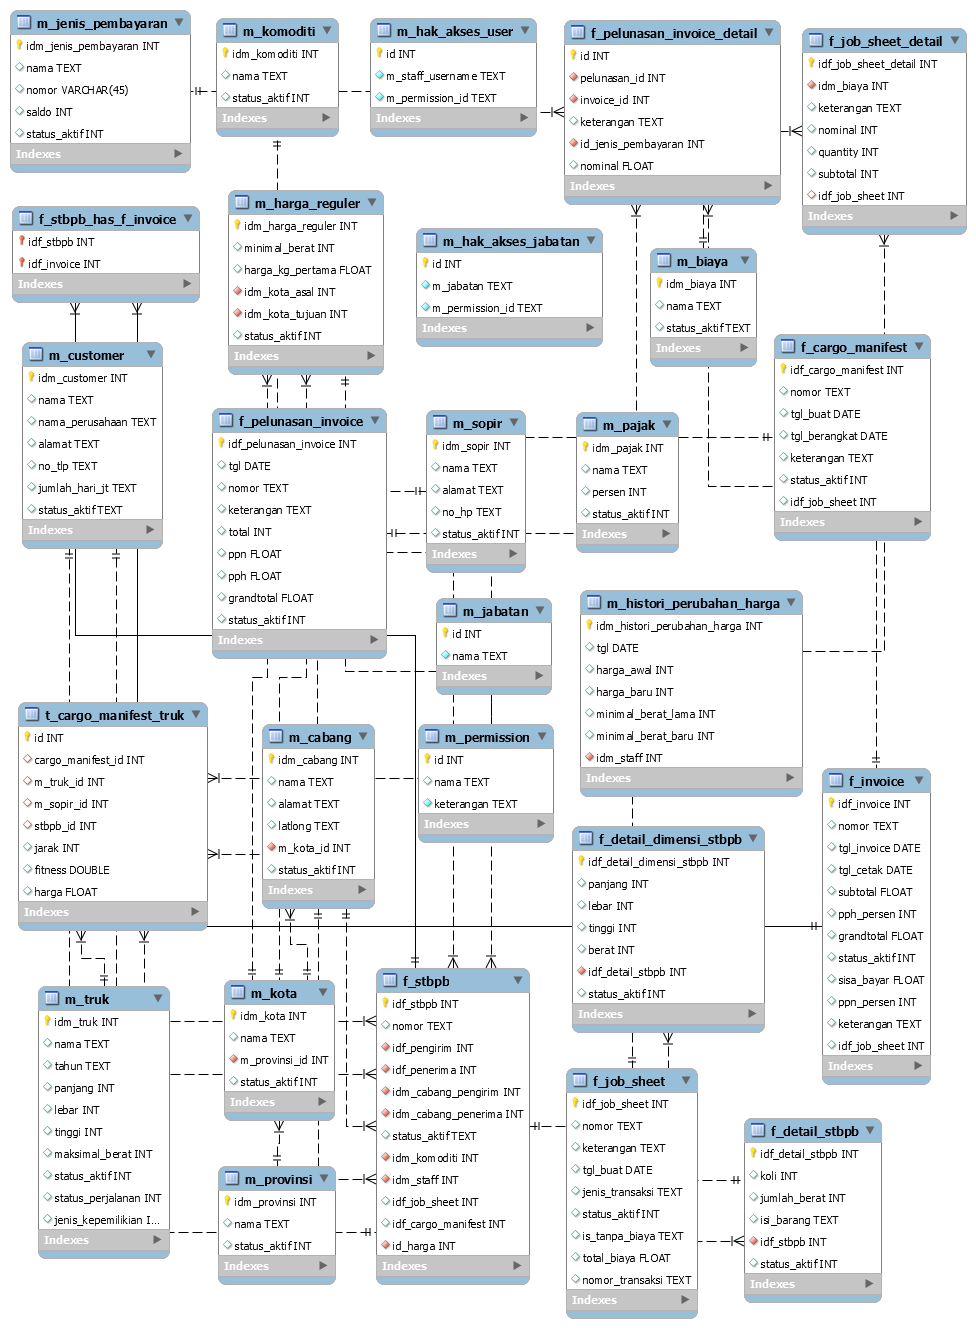 m_jenis_pembayaran
idm_jenis_pembayaran INT
nama TEXT
nomor VARCHAR(45)
saldo INT
status_aktif INT
Indexes
m_komoditi
idm_komoditi INT
nama TEXT
status_aktif INT
Indexes
m_hak_akses_user
id INT
m_staff_username TEXT
m_permission_id TEXT
Indexes
f_pelunasan_invoice_detail
id INT
pelunasan_id INT
invoice_id INT
keterangan TEXT
id_jenis_pembayaran INT
nominal FLOAT
Indexes
f_job_sheet_detail
idf_job_sheet_detail INT
idm_biaya INT
keterangan TEXT
nominal INT
quantity INT
subtotal INT
idf_job_sheet INT
Indexes
f_stbpb_has_f_invoice
idf_stbpb INT
idf_invoice INT
Indexes
m_harga_reguler
idm_harga_reguler INT
minimal_berat INT
harga_kg_pertama FLOAT
idm_kota_asal INT
idm_kota_tujuan INT
status_aktif INT
Indexes
m_hak_akses_jabatan
id INT
m_jabatan TEXT
m_permission_id TEXT
Indexes
m_biaya
idm_biaya INT
nama TEXT
status_aktif TEXT
Indexes
m_customer
idm_customer INT
nama TEXT
nama_perusahaan TEXT
alamat TEXT
no_tlp TEXT
jumlah_hari_jt TEXT
status_aktif TEXT
Indexes
f_cargo_manifest
idf_cargo_manifest INT
nomor TEXT
tgl_buat DATE
tgl_berangkat DATE
keterangan TEXT
status_aktif INT
idf_job_sheet INT
Indexes
f_pelunasan_invoice
idf_pelunasan_invoice INT
tgl DATE
nomor TEXT
keterangan TEXT
total INT
ppn FLOAT
pph FLOAT
grandtotal FLOAT
status_aktif INT
Indexes
m_sopir
idm_sopir INT
nama TEXT
alamat TEXT
no_hp TEXT
status_aktif INT
Indexes
m_pajak
idm_pajak INT
nama TEXT
persen INT
status_aktif INT
Indexes
m_jabatan
id INT
nama TEXT
Indexes
m_histori_perubahan_harga
idm_histori_perubahan_harga INT
tgl DATE
harga_awal INT
harga_baru INT
minimal_berat_lama INT
minimal_berat_baru INT
idm_staff INT
Indexes
t_cargo_manifest_truk
id INT
cargo_manifest_id INT
m_truk_id INT
m_sopir_id INT
stbpb_id INT
jarak INT
fitness DOUBLE
harga FLOAT
Indexes
m_cabang
idm_cabang INT
nama TEXT
alamat TEXT
latlong TEXT
m_kota_id INT
status_aktif INT
Indexes
m_permission
id INT
nama TEXT
keterangan TEXT
Indexes
f_invoice
idf_invoice INT
nomor TEXT
tgl_invoice DATE
tgl_cetak DATE
subtotal FLOAT
pph_persen INT
grandtotal FLOAT
status_aktif INT
sisa_bayar FLOAT
ppn_persen INT
keterangan TEXT
idf_job_sheet INT
Indexes
f_detail_dimensi_stbpb
idf_detail_dimensi_stbpb INT
panjang INT
lebar INT
tinggi INT
berat INT
idf_detail_stbpb INT
status_aktif INT
Indexes
m_truk
idm_truk INT
nama TEXT
tahun TEXT
panjang INT
lebar INT
tinggi INT
maksimal_berat INT
status_aktif INT
status_perjalanan INT
jenis_kepemilikian I...
Indexes
m_kota
idm_kota INT
nama TEXT
m_provinsi_id INT
status_aktif INT
Indexes
f_stbpb
idf_stbpb INT
nomor TEXT
idf_pengirim INT
idf_penerima INT
idm_cabang_pengirim INT
idm_cabang_penerima INT
status_aktif TEXT
idm_komoditi INT
idm_staff INT
idf_job_sheet INT
idf_cargo_manifest INT
id_harga INT
Indexes
f_job_sheet
idf_job_sheet INT
nomor TEXT
keterangan TEXT
tgl_buat DATE
jenis_transaksi TEXT
status_aktif INT
is_tanpa_biaya TEXT
total_biaya FLOAT
nomor_transaksi TEXT
Indexes
f_detail_stbpb
idf_detail_stbpb INT
koli INT
jumlah_berat INT
isi_barang TEXT
idf_stbpb INT
status_aktif INT
Indexes
m_provinsi
idm_provinsi INT
nama TEXT
status_aktif INT
Indexes